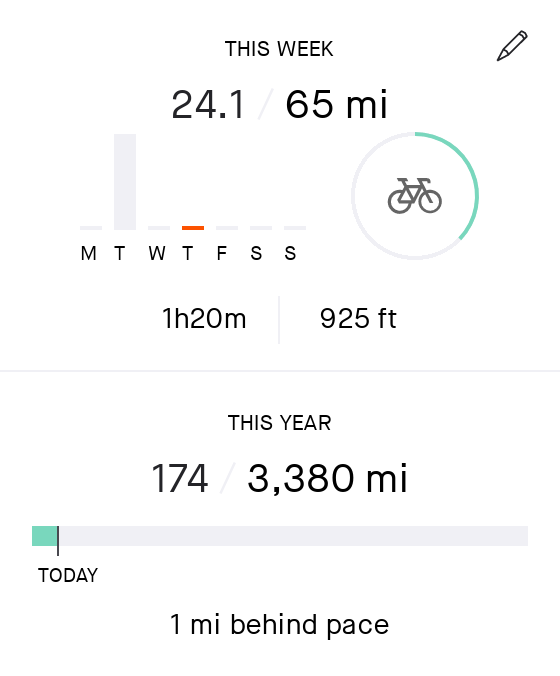 THIS WEEK
24.1 / 65 mi
M T W T F S S
1h20m 925 ft
THIS YEAR
174 / 3,380 mi
TODAY
1 mi behind pace